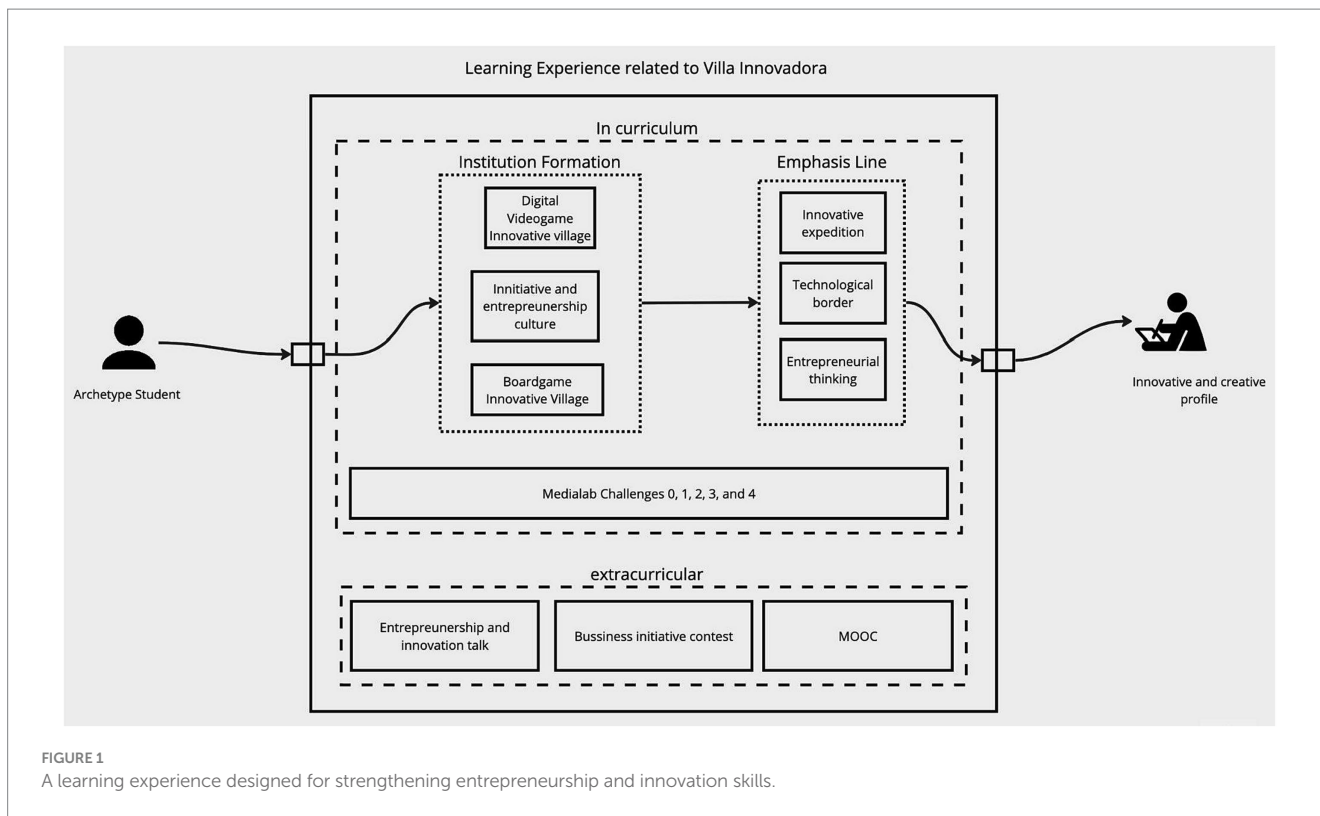 Learning Experience related to Villa Innovadora
In curriculum
Institution Formation
Digital
Videogame
Innovative village
Innitiative and
entrepreunership
culture
Boardgame
Innovative Village
Emphasis Line
Innovative
expedition
Technological
border
Entrepreneurial
thinking
Archetype Student
Innovative and creative
profile
Medialab Challenges 0, 1, 2, 3, and 4
extracurricular
Entrepreunership and
innovation talk
Bussiness initiative contest
MOOC
FIGURE 1
A learning experience designed for strengthening entrepreneurship and innovation skills.